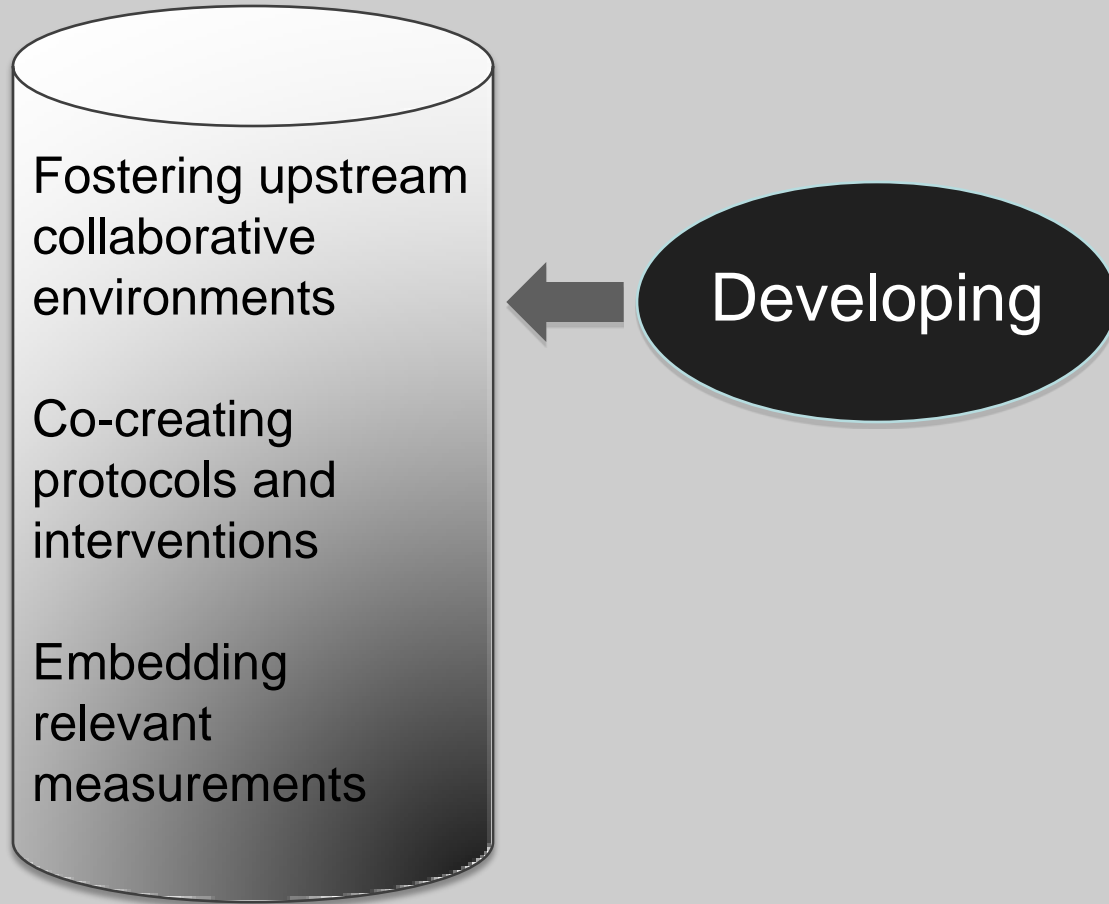 Fostering upstream
collaborative
environments
Co-creating
protocols and
interventions
Embedding
relevant
measurements
Developing